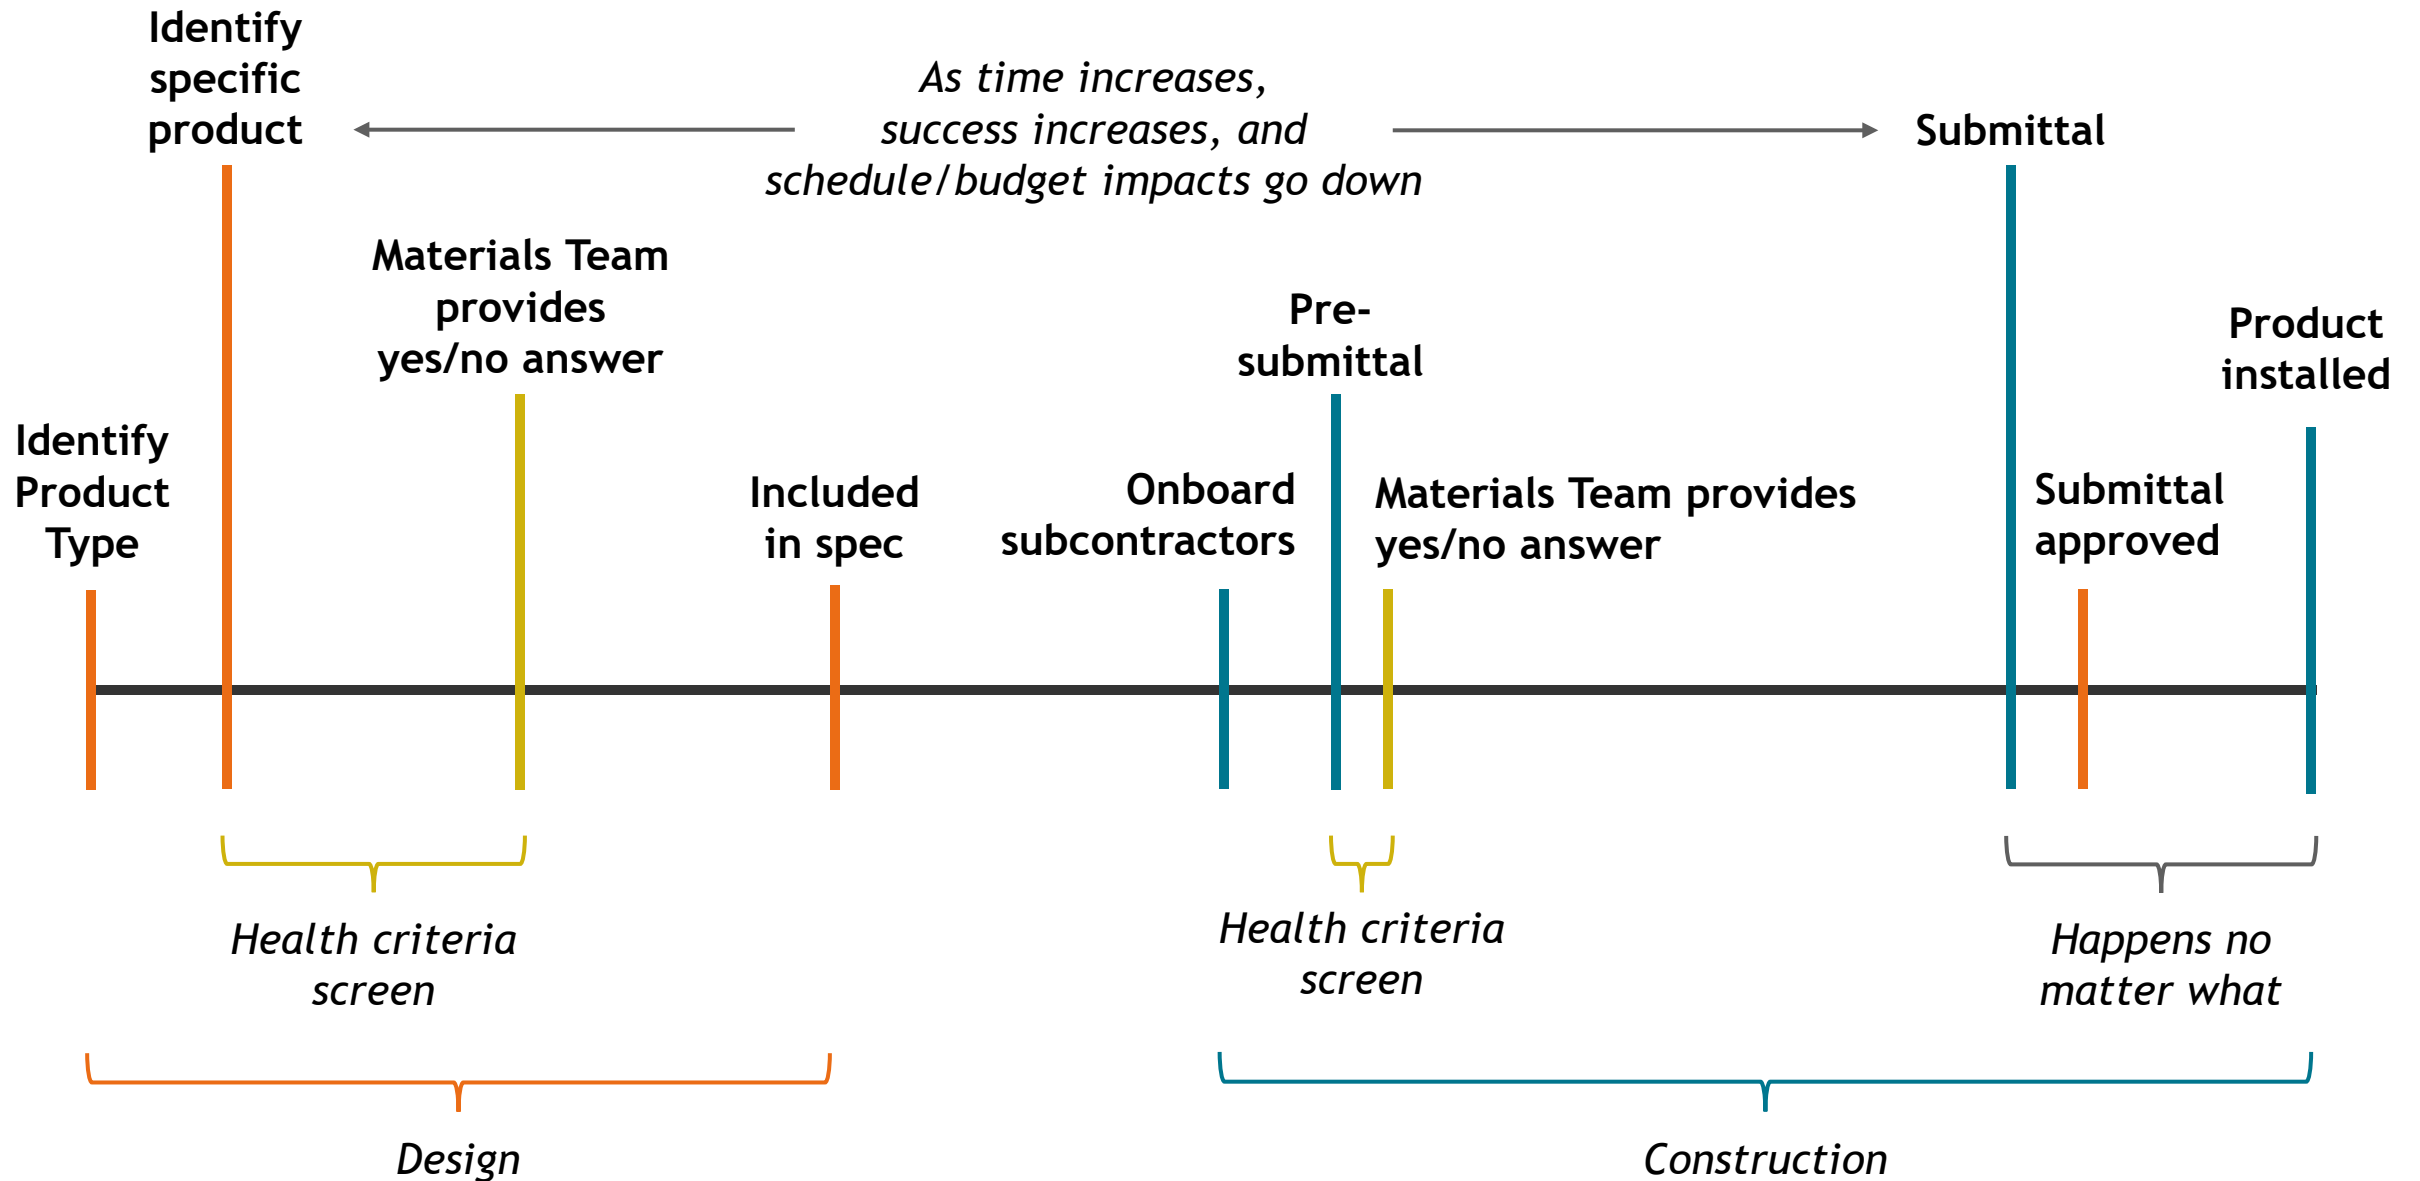 Identify
specific
product
As time increases,
success increases, and
schedule/budget impacts go down
Submittal
Materials Team
provides
yes/no answer
Pre-
submittal
Product
installed
Identify
Product
Type
Included
in spec
Onboard
subcontractors
Materials Team provides
yes/no answer
Submittal
approved
Health criteria
screen
Health criteria
screen
Happens no
matter what
Design
Construction